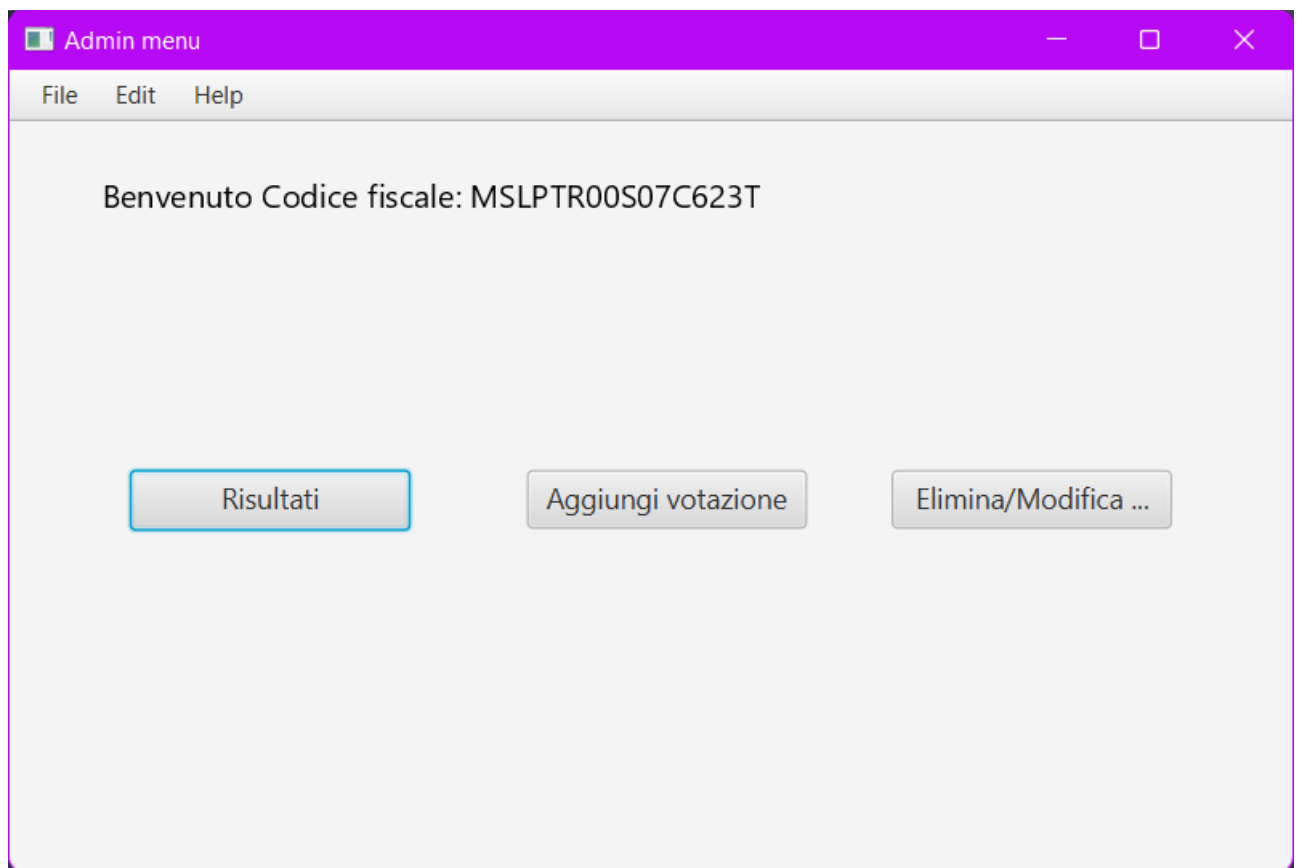 Admin menu
File Edit Help
Benvenuto Codice fiscale: MSLPTR00S07C623T
Risultati Aggiungi votazione Elimina/Modifica ...